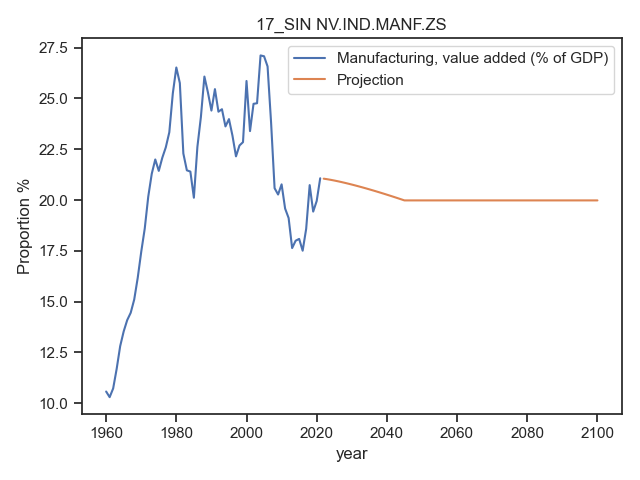 17_SIN NV.IND.MANF.ZS
Manufacturing, value added (% of GDP)
Projection
Proportion %
27.5
25.0
22.5
20.0
17.5
15.0
12.5
10.0
1960 1980 2000 2020 2040 2060 2080 2100
year